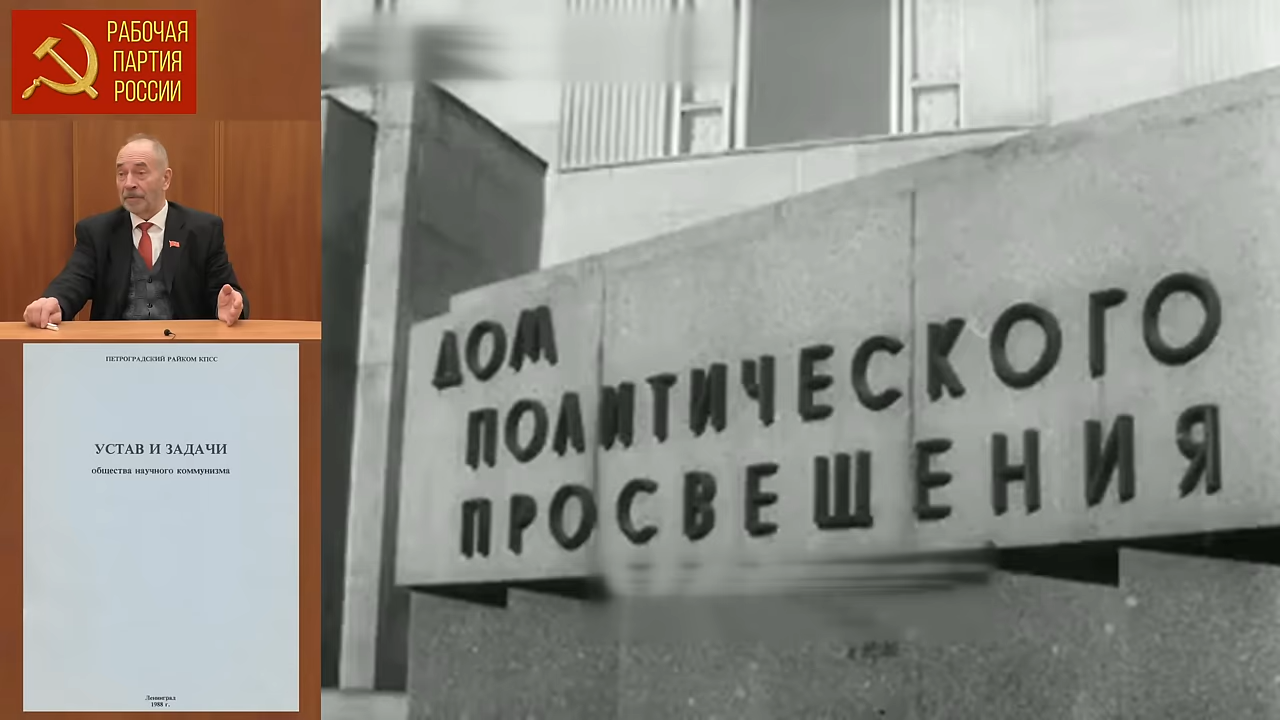 РАБОЧАЯ
ПАРТИЯ
РОССИИ
ПЕТРОГРАДСКИЙ РАЙКОМ КПСС
УСТАВ И ЗАДАЧИ
общества научного коммунизма
Ленинград
1988 г.
ДОМ
ПОЛИТИЧЕСКОГО
ПРОСВЕЩЕНИЯ